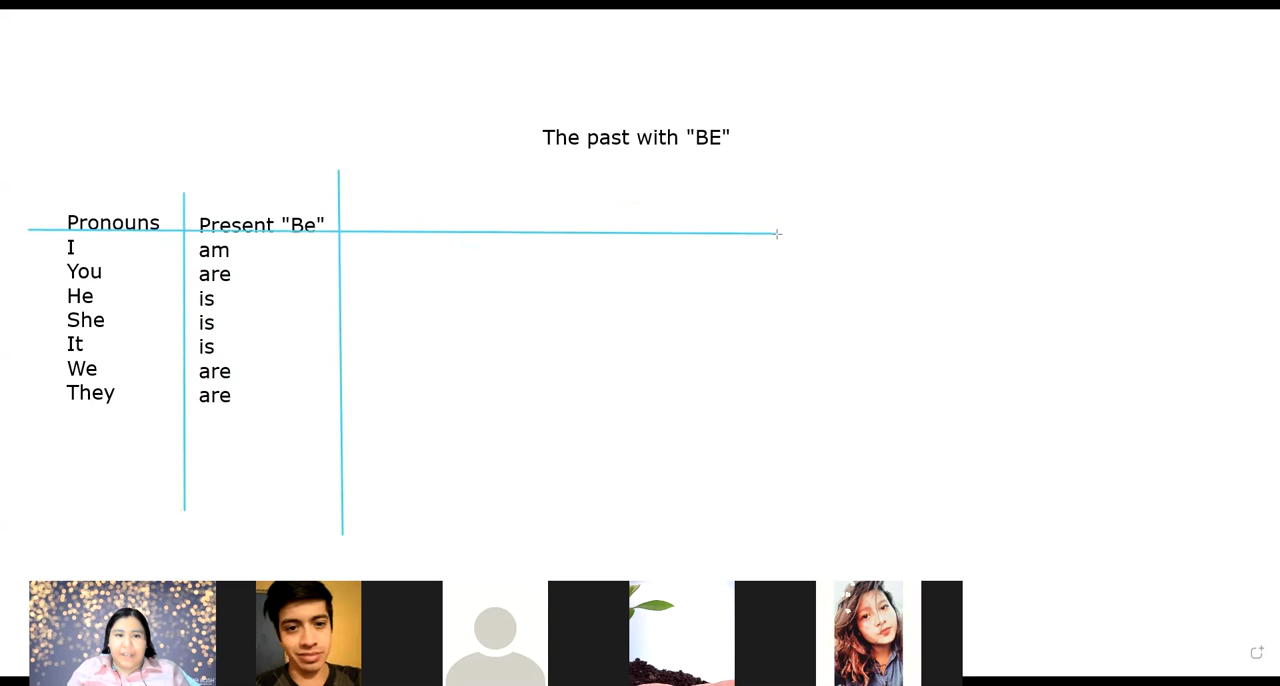 The past with "BE"
Pronouns Present "Be"
I am
You are
He is
She is
It is
We are
They are